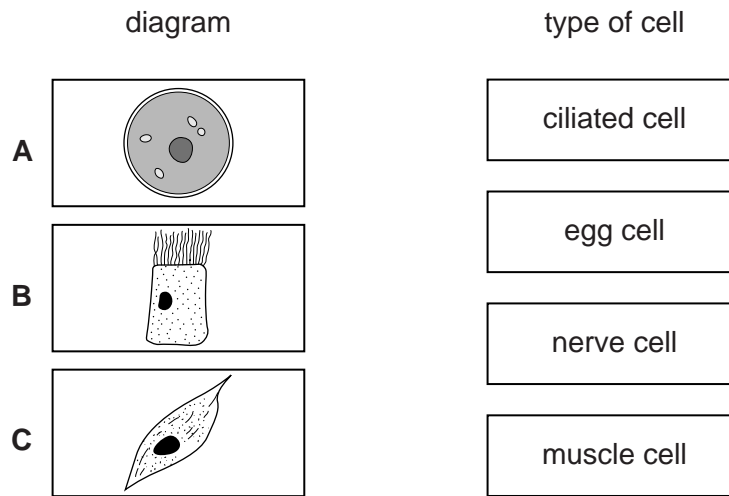 diagram
type of cell
A
ciliated cell
egg cell
B
nerve cell
C
muscle cell